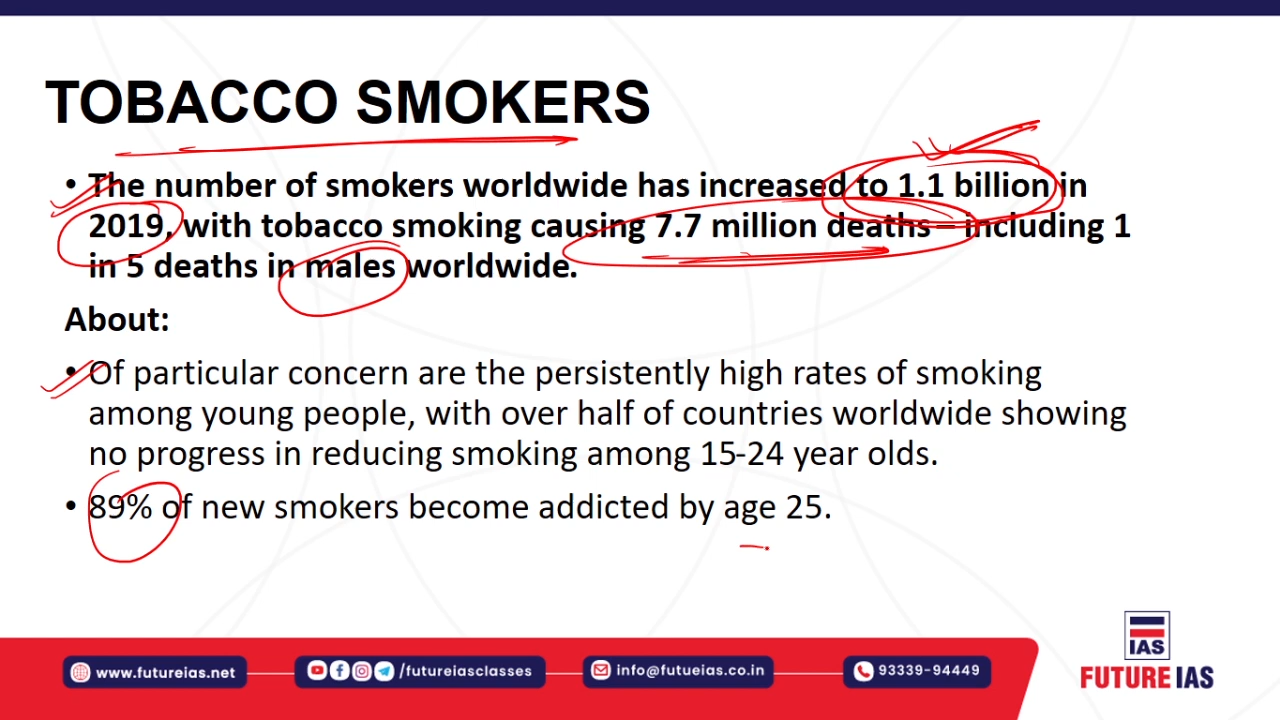 TOBACCO SMOKERS
• The number of smokers worldwide has increased to 1.1 billion in
2019, with tobacco smoking causing 7.7 million deaths – including 1
in 5 deaths in males worldwide.
About:
• Of particular concern are the persistently high rates of smoking
among young people, with over half of countries worldwide showing
no progress in reducing smoking among 15-24 year olds.
• 89% of new smokers become addicted by age 25.
IAS
FUTURE IAS
www.futureias.net
/futureiasclasses
info@futueias.co.in
93339-94449